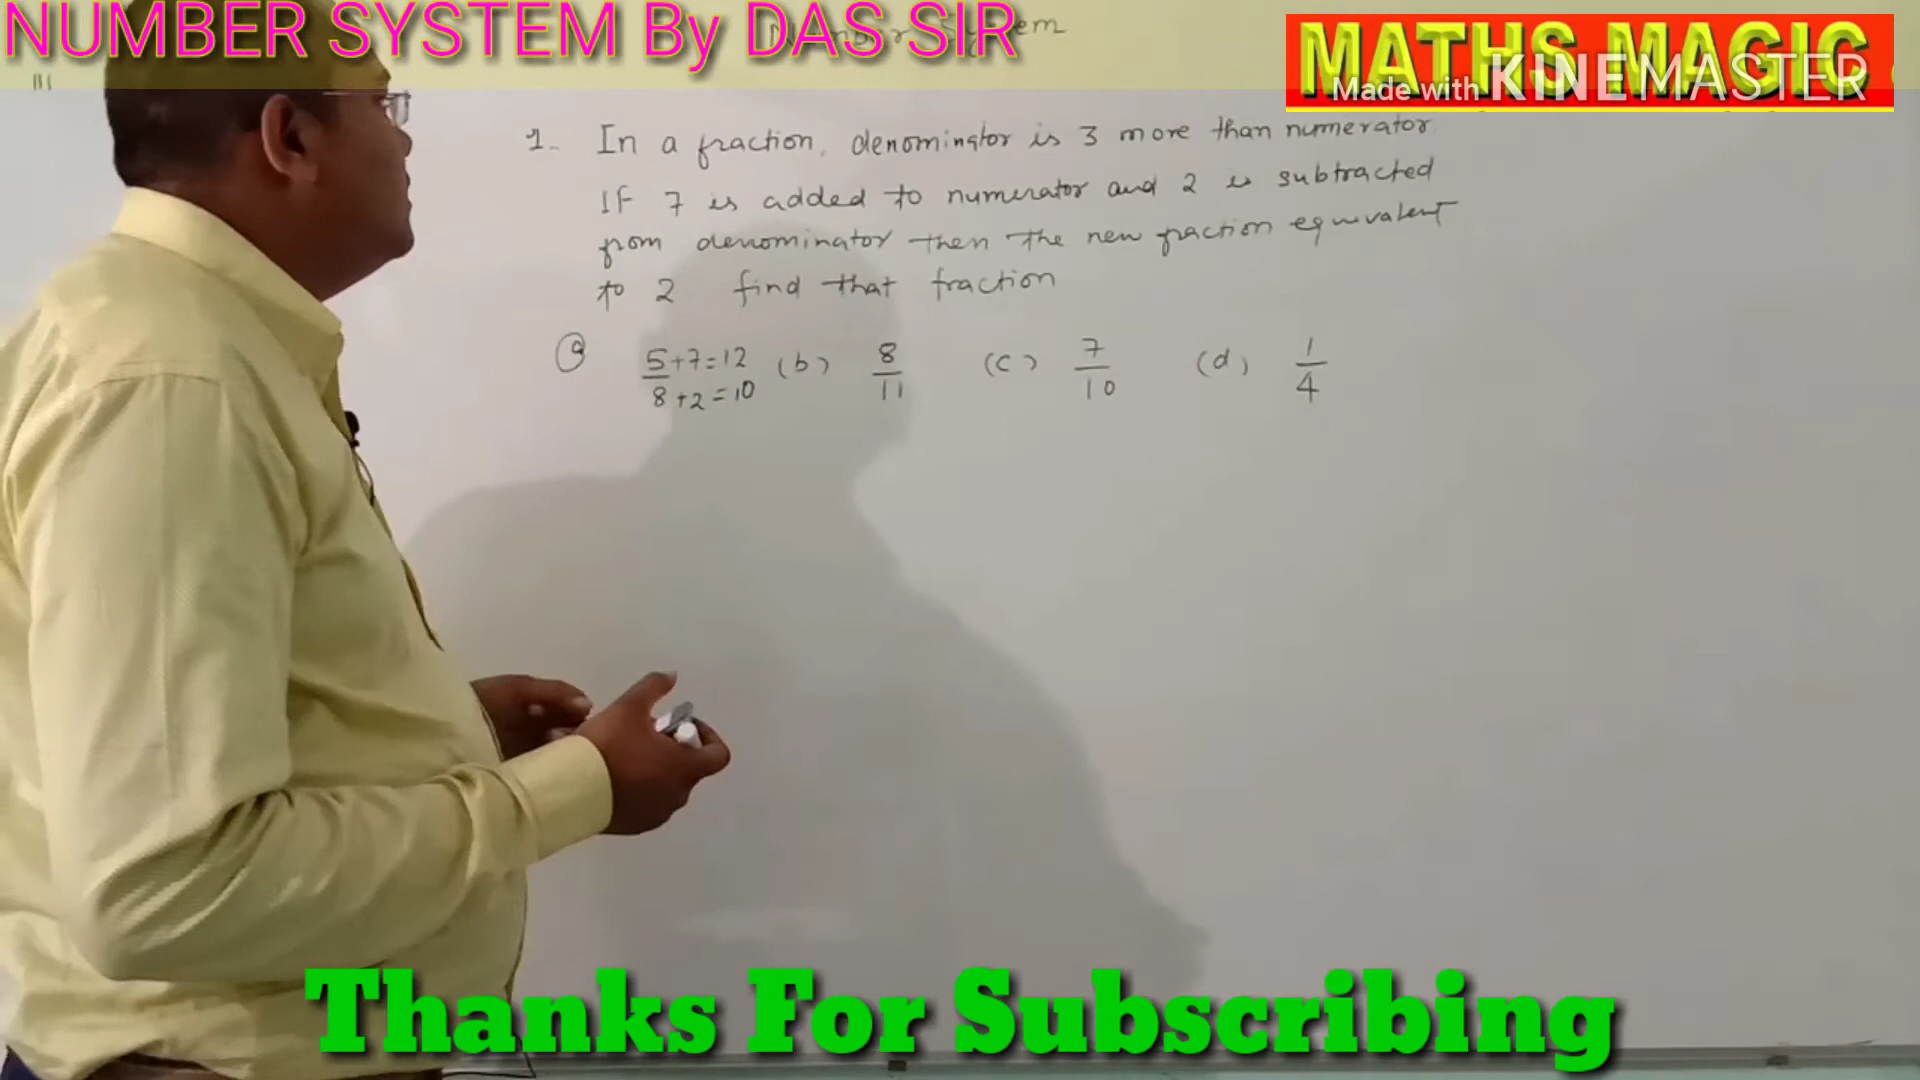 NUMBER SYSTEM By DAS SIR
MATHS MAGIC
Made with KINEMASTER
1. In a fraction, denominator is 3 more than numerator
If 7 is added to numerator and 2 is subtracted
from denominator then the new fraction equivalent
to 2 find that fraction
(a) 5+7=12 (b) 8 (c) 7 (d) 1
8+2=10 11 10 4
Thanks For Subscribing